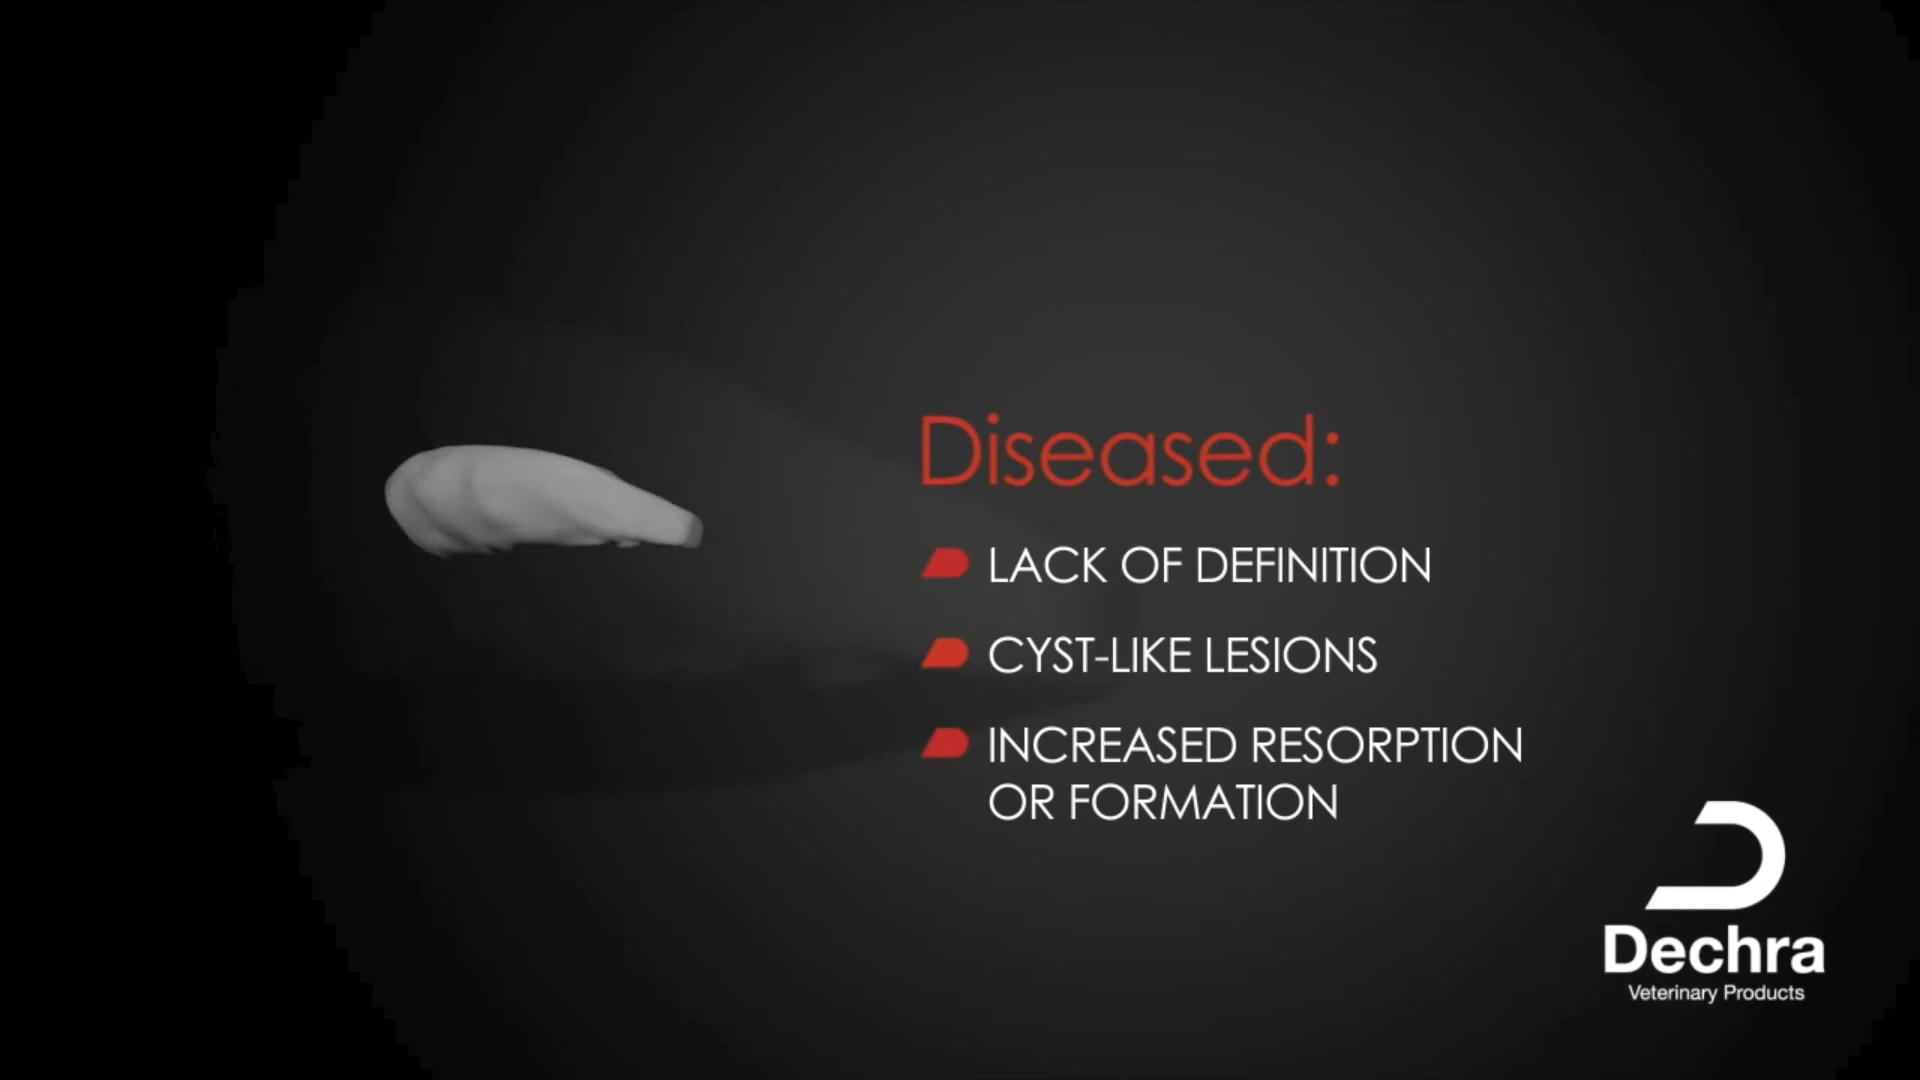 Diseased:
LACK OF DEFINITION
CYST-LIKE LESIONS
INCREASED RESORPTION
OR FORMATION
Dechra
Veterinary Products